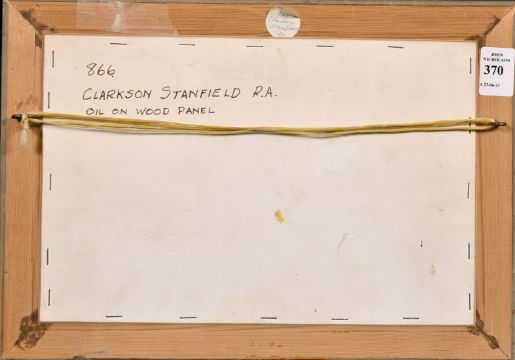 866
CLARKSON STANFIELD R.A.
OIL ON WOOD PANEL
JOHN
NICHOLSON
370